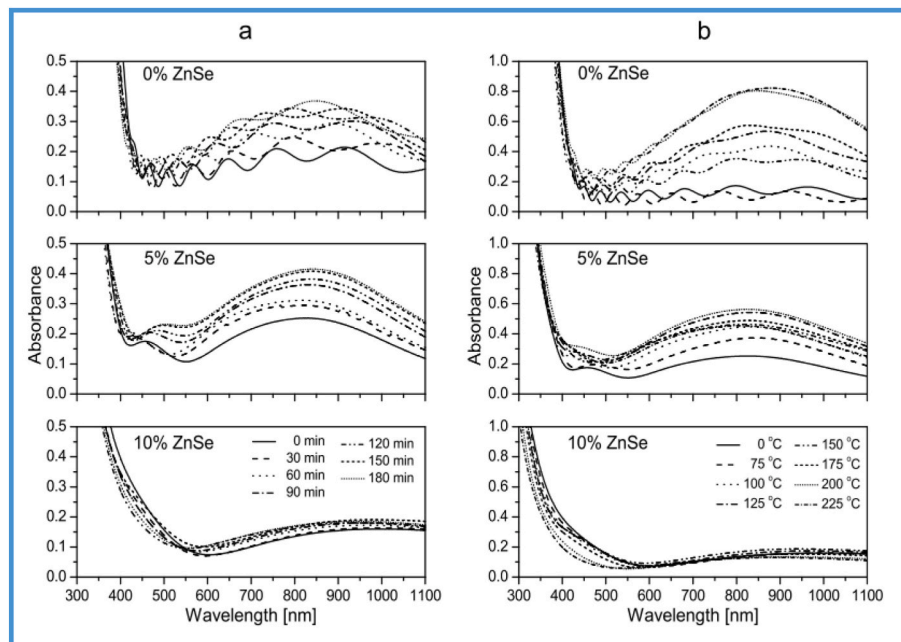 a
b
0.5
0.4
0.3
0.2
0.1
0.0
0% ZnSe
1.0
0.8
0.6
0.4
0.2
0.0
0% ZnSe
Absorbance
0.5
0.4
0.3
0.2
0.1
0.0
5% ZnSe
Absorbance
1.0
0.8
0.6
0.4
0.2
0.0
5% ZnSe
0.5
0.4
0.3
0.2
0.1
0.0
10% ZnSe
0 min
30 min
60 min
90 min
120 min
150 min
180 min
300 400 500 600 700 800 900 1000 1100
Wavelength [nm]
1.0
0.8
0.6
0.4
0.2
0.0
10% ZnSe
0 °C
75 °C
100 °C
125 °C
150 °C
175 °C
200 °C
225 °C
300 400 500 600 700 800 900 1000 1100
Wavelength [nm]